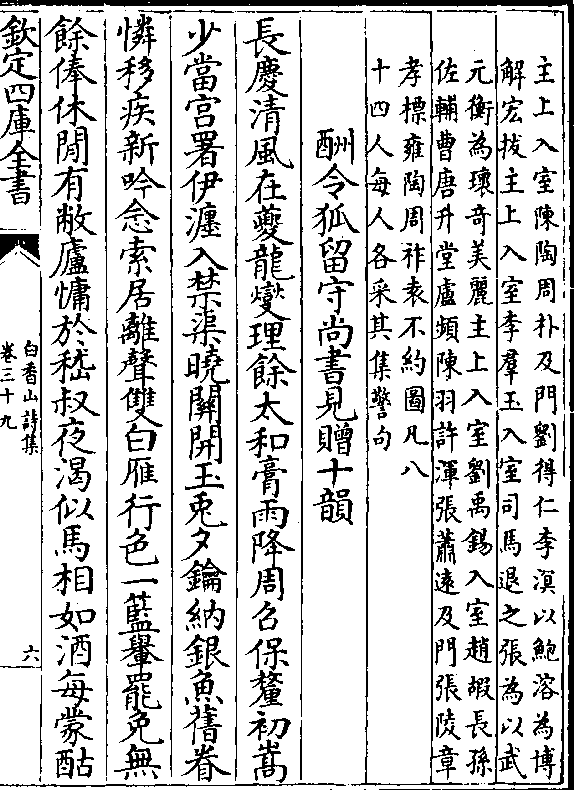 主上入室陳陶周朴及門劉得仁李溟以鮑溶為博
解宏拔主上入室李羣玉入室司馬退之張為以武
元衡為瓌奇美麗主上入室劉禹錫入室趙嘏長孫
佐輔曹唐升堂盧頻陳羽許渾張蕭遠及門張陵章
孝標雍陶周祚袁不約圖凡八
十四人每人各采其集警句
酬令狐留守尚書見贈十韻
長慶清風在夔龍燮理餘太和膏雨降周召保釐初嵩
少當宫署伊瀍入禁渠曉關開玉兎夕鑰納銀魚舊眷
憐移疾新吟念索居離聲雙白雁行色一藍轝罷免無
餘俸休閒有敝廬慵於嵇叔夜渴似馬相如酒每蒙酤
欽定四庫全書
白香山詩集
卷三十九
六